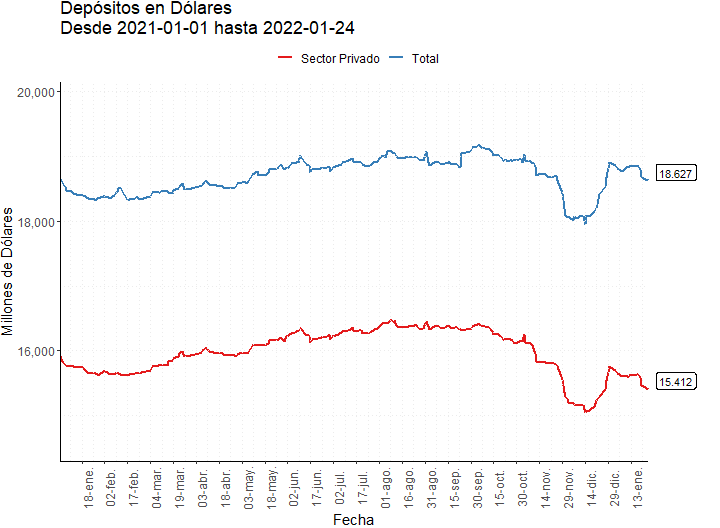 Depósitos en Dólares
Desde 2021-01-01 hasta 2022-01-24
Sector Privado Total
Millones de Dólares
20,000
18,000
16,000
18.627
15.412
18-ene. 02-feb. 17-feb. 04-mar. 19-mar. 03-abr. 18-abr. 03-may. 18-may. 02-jun. 17-jun. 02-jul. 17-jul. 01-ago. 16-ago. 31-ago. 15-sep. 30-sep. 15-oct. 30-oct. 14-nov. 29-nov. 14-dic. 29-dic. 13-ene.
Fecha